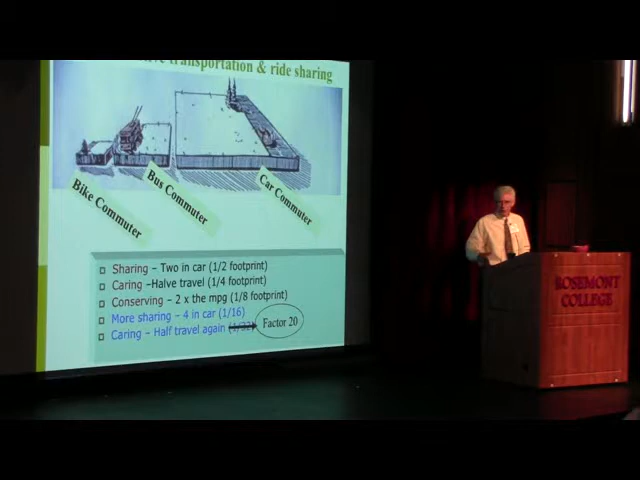 transportation & ride sharing
Bike Commuter
Bus Commuter
Car Commuter
Sharing – Two in car (1/2 footprint)
Caring –Halve travel (1/4 footprint)
Conserving – 2 x the mpg (1/8 footprint)
More sharing – 4 in car (1/16)
Caring – Half travel again (1/32)
Factor 20
ROSEMONT
COLLEGE